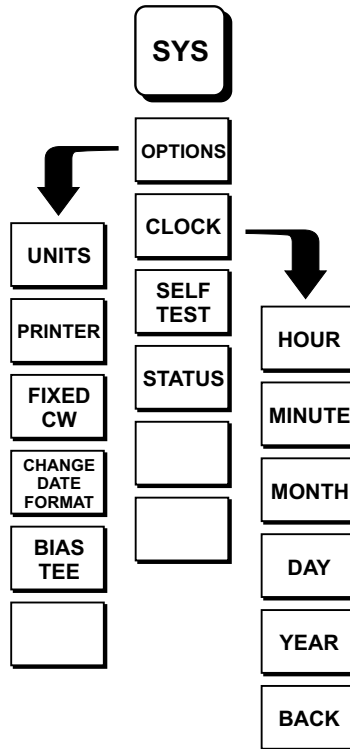 SYS
OPTIONS
CLOCK
SELF
TEST
STATUS
UNITS
PRINTER
FIXED
CW
CHANGE
DATE
FORMAT
BIAS
TEE
HOUR
MINUTE
MONTH
DAY
YEAR
BACK